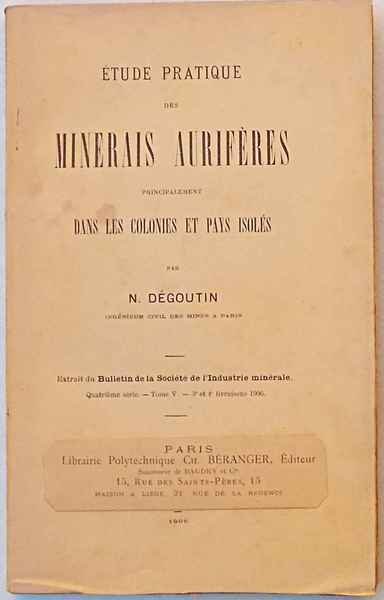 ÉTUDE PRATIQUE
DES
MINERAIS AURIFÈRES
PRINCIPALEMENT
DANS LES COLONIES ET PAYS ISOLÉS
PAR
N. DÉGOUTIN
INGÉNIEUR CIVIL DES MINES A PARIS
Extrait du Bulletin de la Société de l'Industrie minérale.
Quatrième série. — Tome V — 3e et 4e livraisons 1906.
PARIS
Librairie Polytechnique CH. BÉRANGER, Éditeur
Successeur de BAUDRY et Cie
15, RUE DES SAINTS-PÈRES, 15
MAISON A LIÈGE, 21 RUE DE LA RÉGENCE
1906